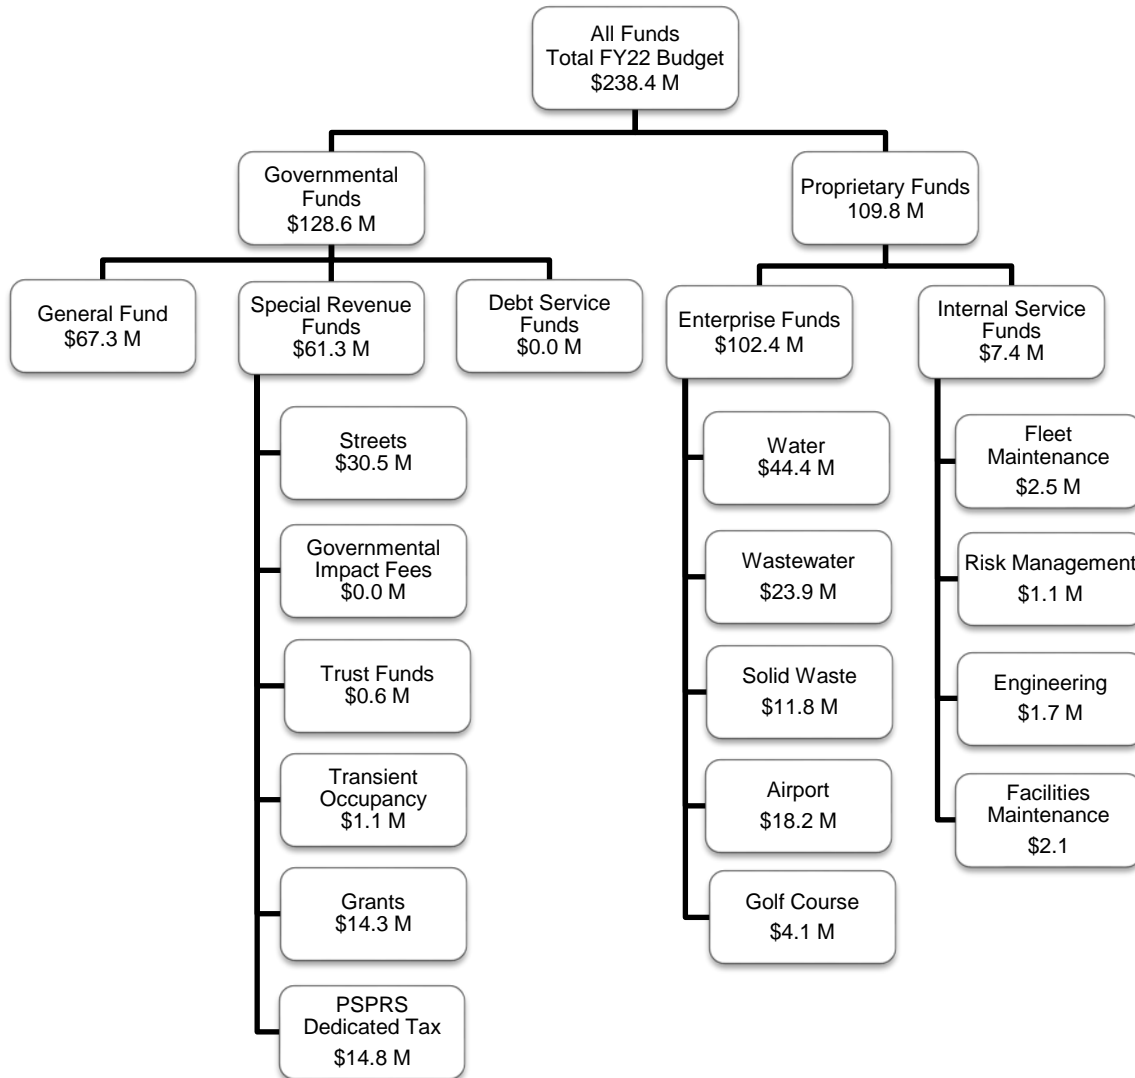 All Funds
Total FY22 Budget
$238.4 M
Governmental
Funds
$128.6 M
Proprietary Funds
109.8 M
General Fund
$67.3 M
Special Revenue
Funds
$61.3 M
Debt Service
Funds
$0.0 M
Enterprise Funds
$102.4 M
Internal Service
Funds
$7.4 M
Streets
$30.5 M
Governmental
Impact Fees
$0.0 M
Trust Funds
$0.6 M
Transient
Occupancy
$1.1 M
Grants
$14.3 M
PSPRS
Dedicated Tax
$14.8 M
Water
$44.4 M
Wastewater
$23.9 M
Solid Waste
$11.8 M
Airport
$18.2 M
Golf Course
$4.1 M
Fleet
Maintenance
$2.5 M
Risk Management
$1.1 M
Engineering
$1.7 M
Facilities
Maintenance
$2.1